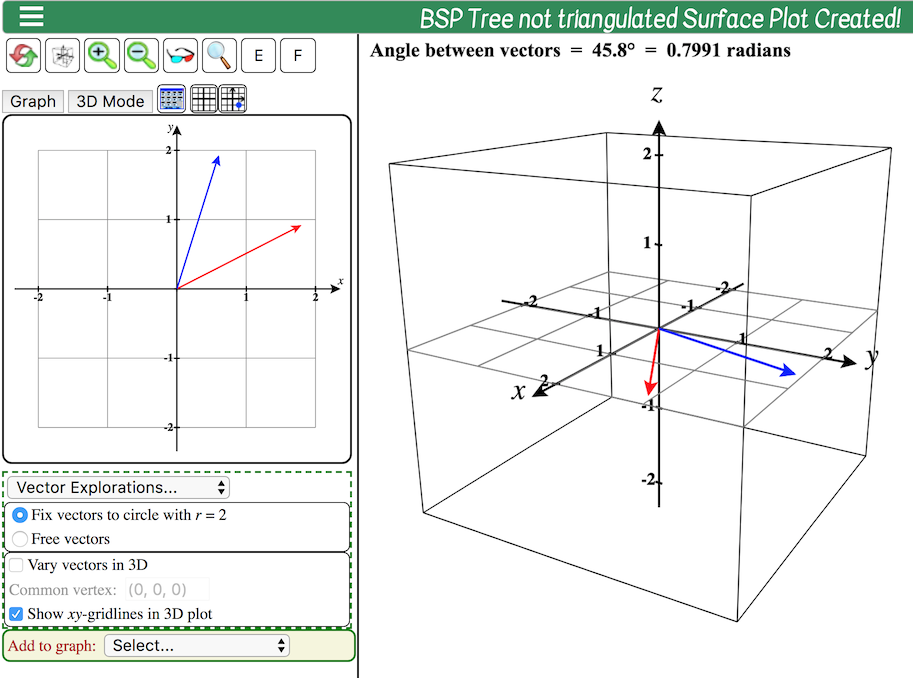 BSP Tree not triangulated Surface Plot Created!
E
F
Graph
3D Mode
y
2
1
x
-2
-1
1
2
-1
-2
Vector Explorations...
Fix vectors to circle with r = 2
Free vectors
Vary vectors in 3D
Common vertex: (0, 0, 0)
Show xy-gridlines in 3D plot
Add to graph: Select...
Angle between vectors = 45.8° = 0.7991 radians
z
2
1
-2
-2
-1
-1
1
1
2
y
x
2
-1
-2